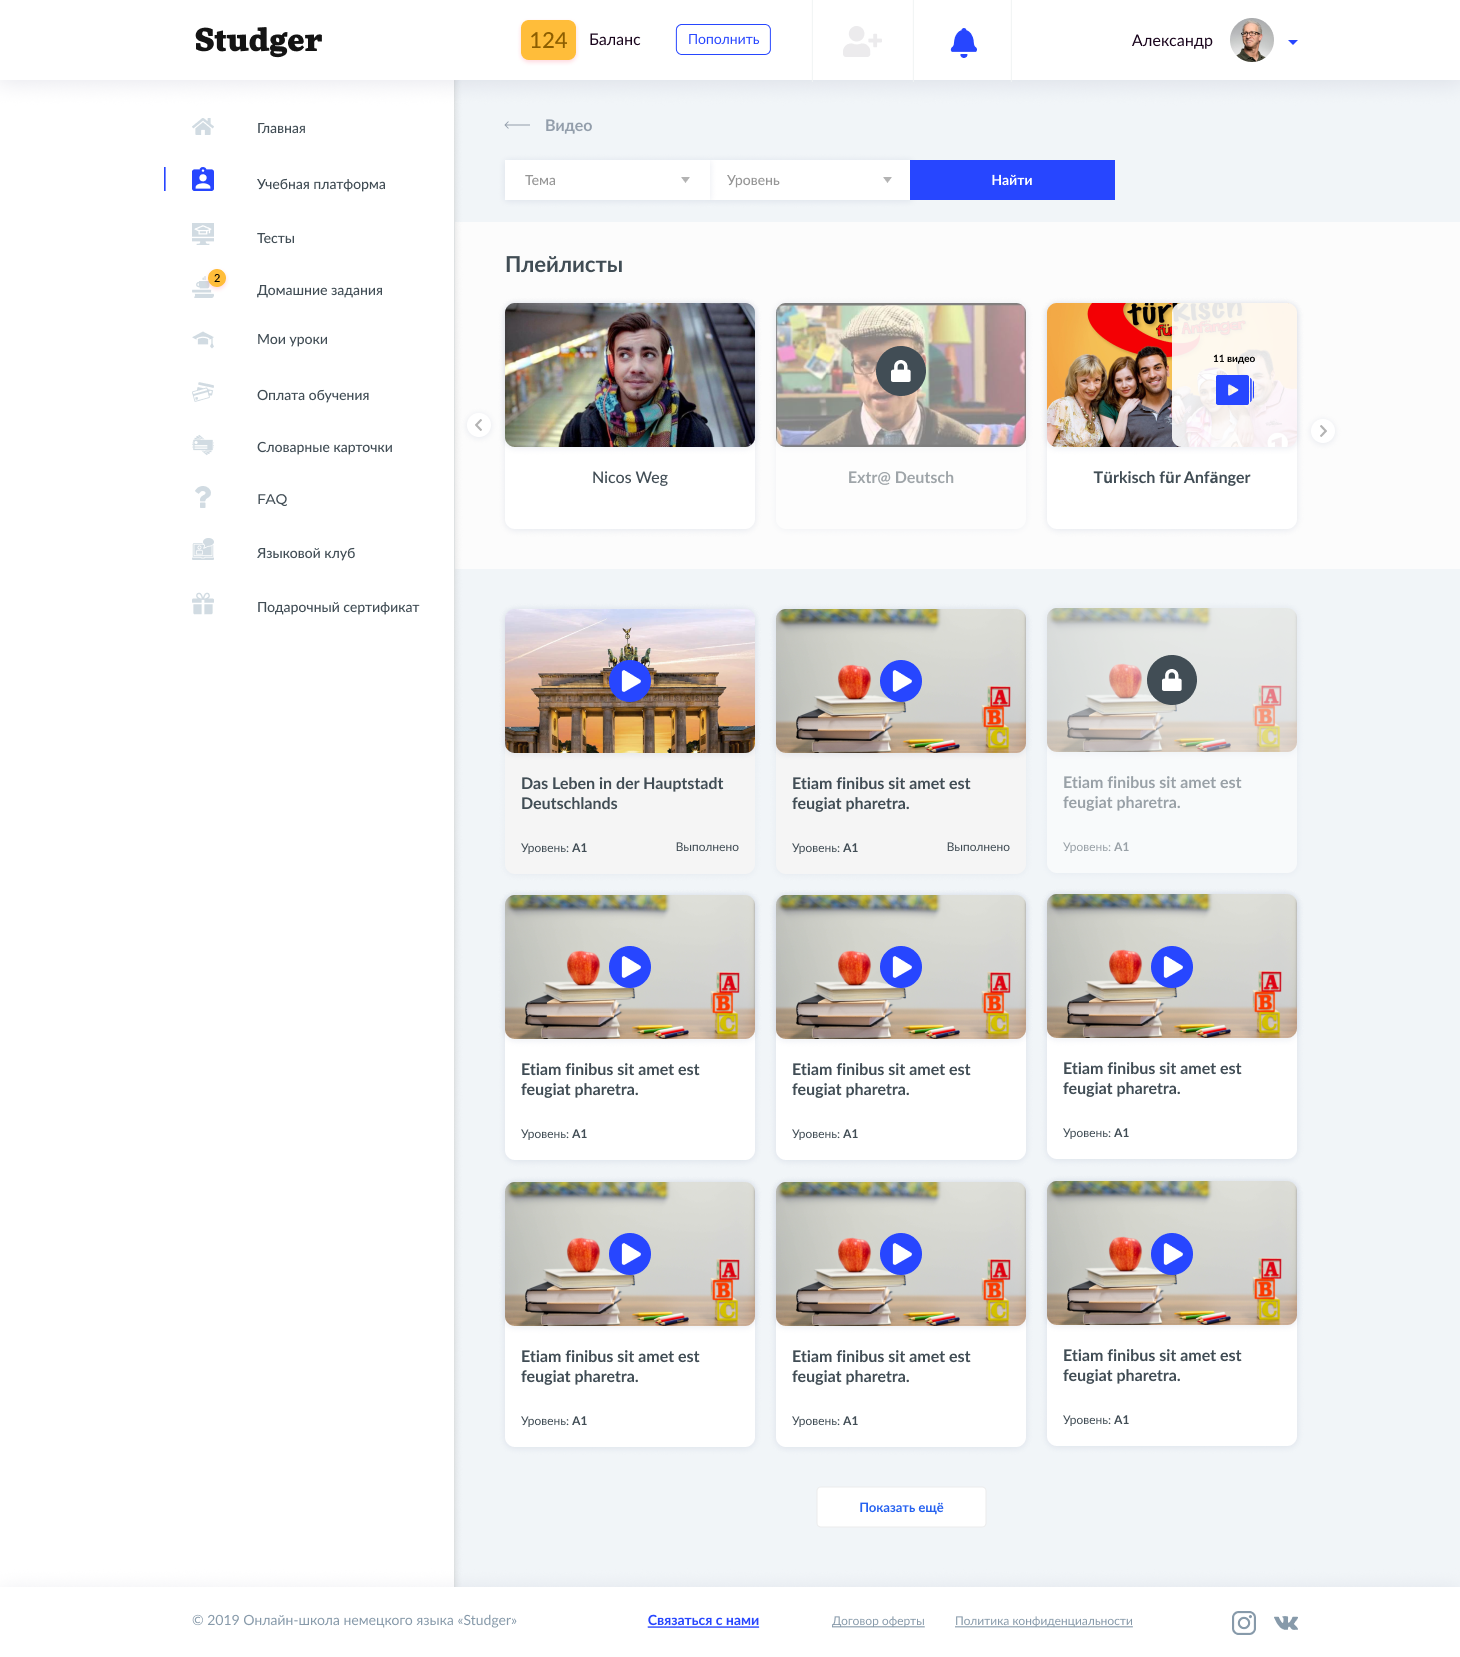 Studger
124
Баланс
Пополнить
Александр
Главная
Учебная платформа
Тесты
2
Домашние задания
Мои уроки
Оплата обучения
Словарные карточки
FAQ
Языковой клуб
Подарочный сертификат
Видео
Тема
Уровень
Найти
Плейлисты
türkisch
für Anfänger
11 видео
Nicos Weg
Extr@ Deutsch
Türkisch für Anfänger
A
B
C
A
B
C
Das Leben in der Hauptstadt
Deutschlands
Уровень: A1
Выполнено
Etiam finibus sit amet est
feugiat pharetra.
Уровень: A1
Выполнено
Etiam finibus sit amet est
feugiat pharetra.
Уровень: A1
A
B
C
A
B
C
A
B
C
Etiam finibus sit amet est
feugiat pharetra.
Уровень: A1
Etiam finibus sit amet est
feugiat pharetra.
Уровень: A1
Etiam finibus sit amet est
feugiat pharetra.
Уровень: A1
A
B
C
A
B
C
A
B
C
Etiam finibus sit amet est
feugiat pharetra.
Уровень: A1
Etiam finibus sit amet est
feugiat pharetra.
Уровень: A1
Etiam finibus sit amet est
feugiat pharetra.
Уровень: A1
Показать ещё
© 2019 Онлайн-школа немецкого языка «Studger»
Связаться с нами
Договор оферты
Политика конфиденциальности